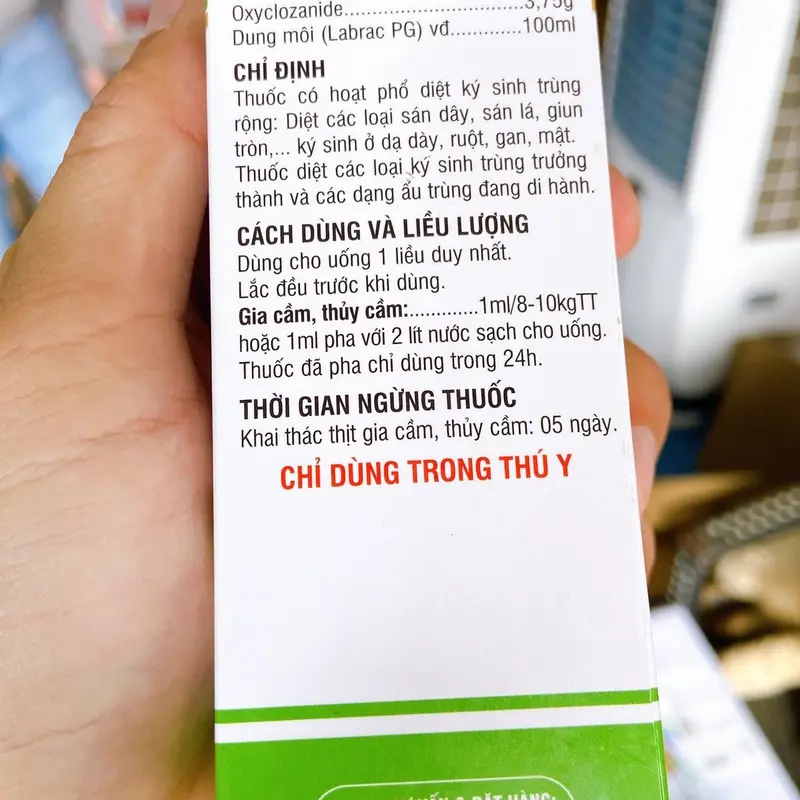 Oxyclozanide..............................3,75g
Dung môi (Labrac PG) vđ.............100ml
CHỈ ĐỊNH
Thuốc có hoạt phổ diệt ký sinh trùng
rộng: Diệt các loại sán dây, sán lá, giun
tròn,... ký sinh ở dạ dày, ruột, gan, mật.
Thuốc diệt các loại ký sinh trùng trưởng
thành và các dạng ấu trùng đang di hành.
CÁCH DÙNG VÀ LIỀU LƯỢNG
Dùng cho uống 1 liều duy nhất.
Lắc đều trước khi dùng.
Gia cầm, thủy cầm:.............1ml/8-10kgTT
hoặc 1ml pha với 2 lít nước sạch cho uống.
Thuốc đã pha chỉ dùng trong 24h.
THỜI GIAN NGỪNG THUỐC
Khai thác thịt gia cầm, thủy cầm: 05 ngày.
CHỈ DÙNG TRONG THÚ Y
ĐẶT HÀNG: